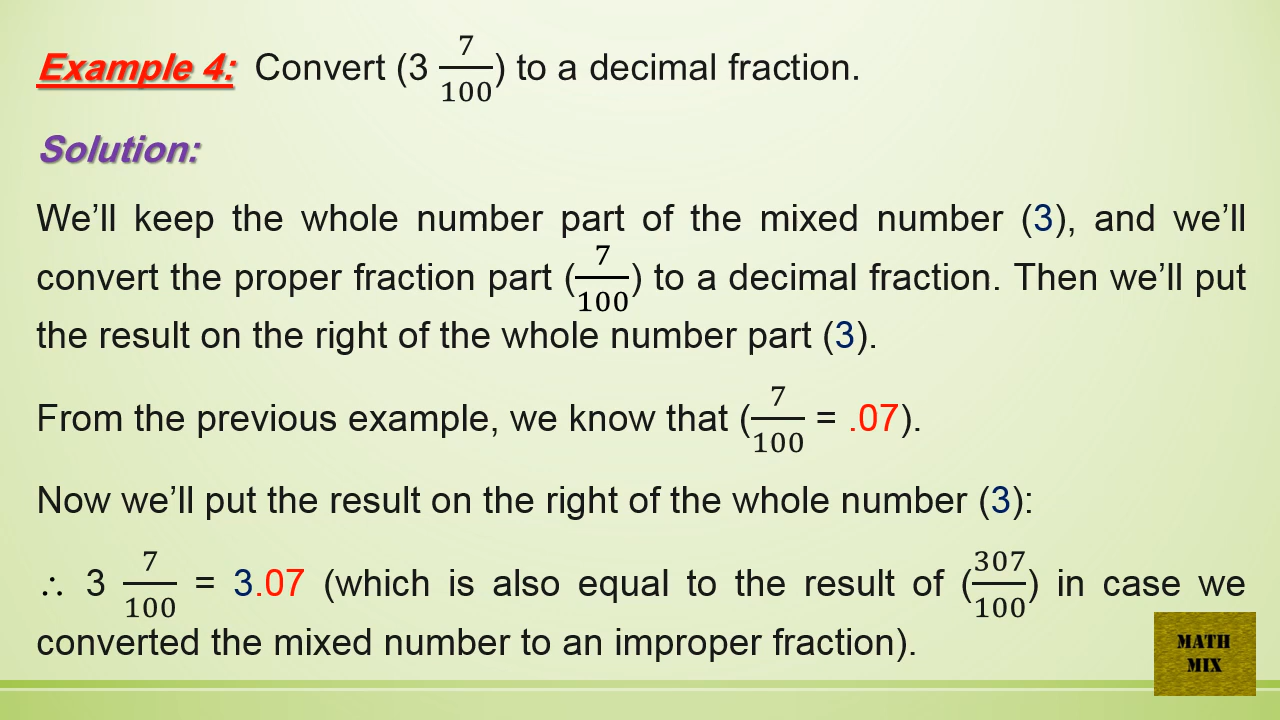 Example 4: Convert (3 7/100) to a decimal fraction.
Solution:
We’ll keep the whole number part of the mixed number (3), and we’ll
convert the proper fraction part (7/100) to a decimal fraction. Then we’ll put
the result on the right of the whole number part (3).
From the previous example, we know that (7/100 = .07).
Now we’ll put the result on the right of the whole number (3):
∴ 3 7/100 = 3.07 (which is also equal to the result of (307/100) in case we
converted the mixed number to an improper fraction).
MATH
MIX